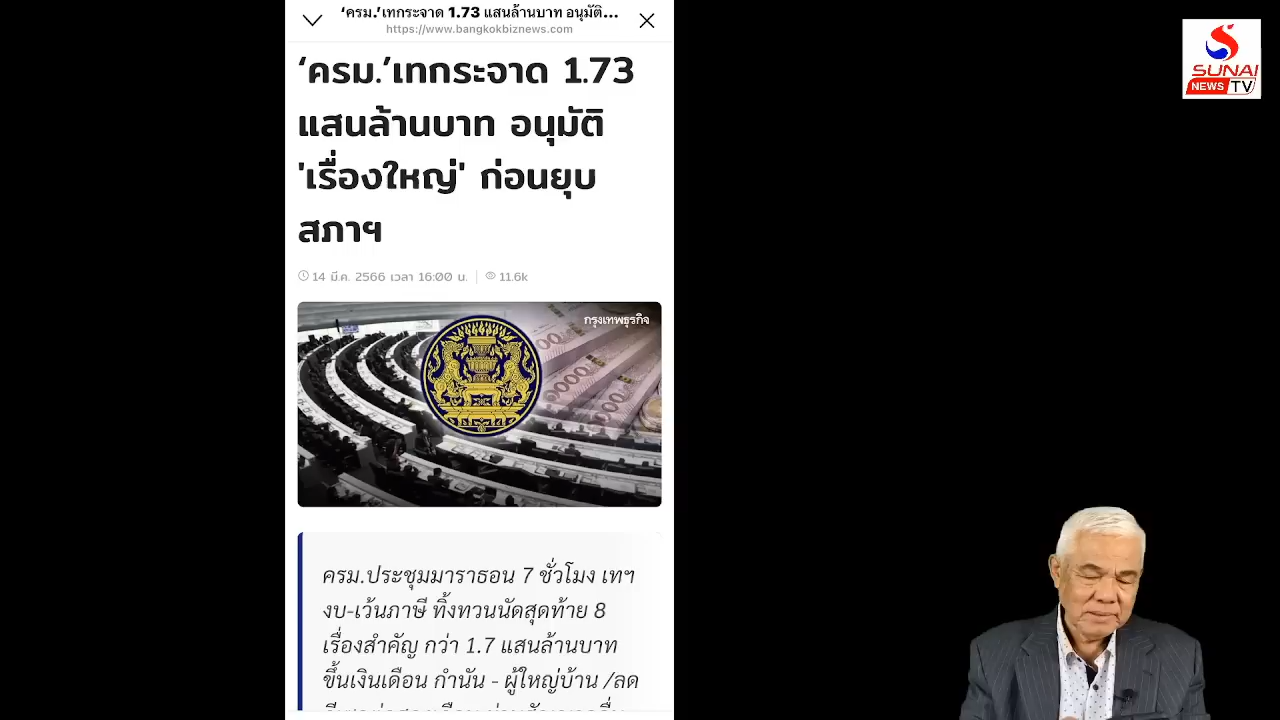 ‘ครม.’เทกระจาด 1.73 แสนล้านบาท อนุมัติ...
https://www.bangkokbiznews.com
‘ครม.’เทกระจาด 1.73
แสนล้านบาท อนุมัติ
'เรื่องใหญ่' ก่อนยุบ
สภาฯ
14 มี.ค. 2566 เวลา 16:00 น. | 11.6k
กรุงเทพธุรกิจ
ครม.ประชุมมาราธอน 7 ชั่วโมง เทฯ
งบ-เว้นภาษี ทิ้งทวนนัดสุดท้าย 8
เรื่องสำคัญ กว่า 1.7 แสนล้านบาท
ขึ้นเงินเดือน กำนัน - ผู้ใหญ่บ้าน /ลด
SUNAI
NEWS TV